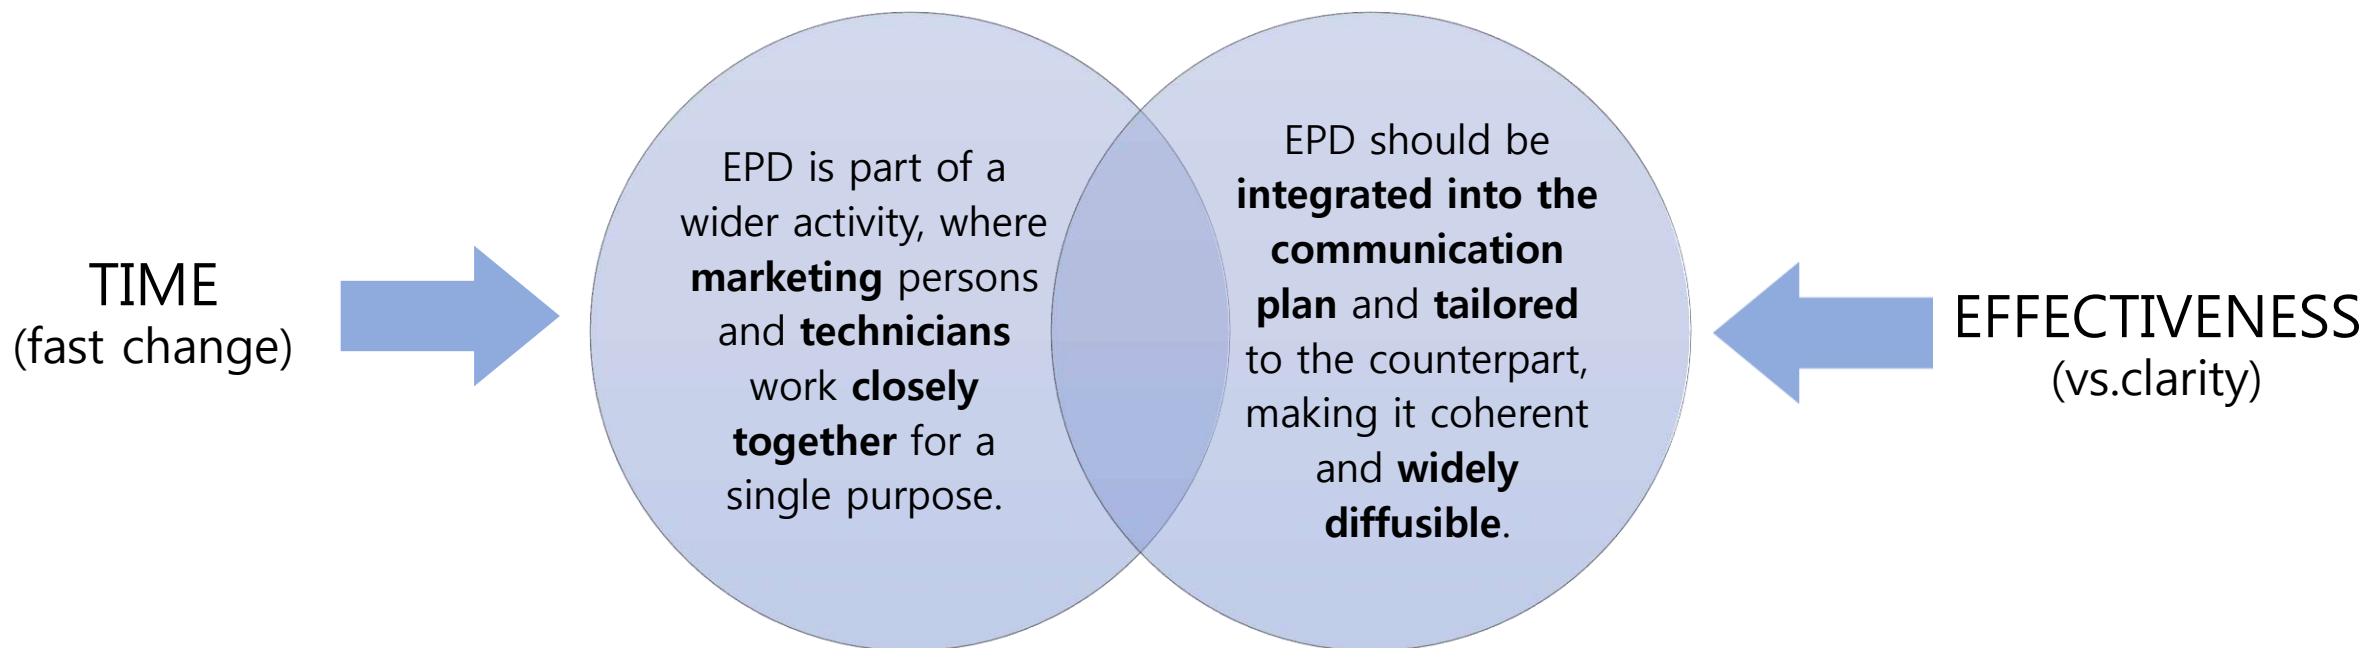 TIME
(fast change)
EPD is part of a
wider activity, where
marketing persons
and technicians
work closely
together for a
single purpose.
EPD should be
integrated into the
communication
plan and tailored
to the counterpart,
making it coherent
and widely
diffusible.
EFFECTIVENESS
(vs.clarity)